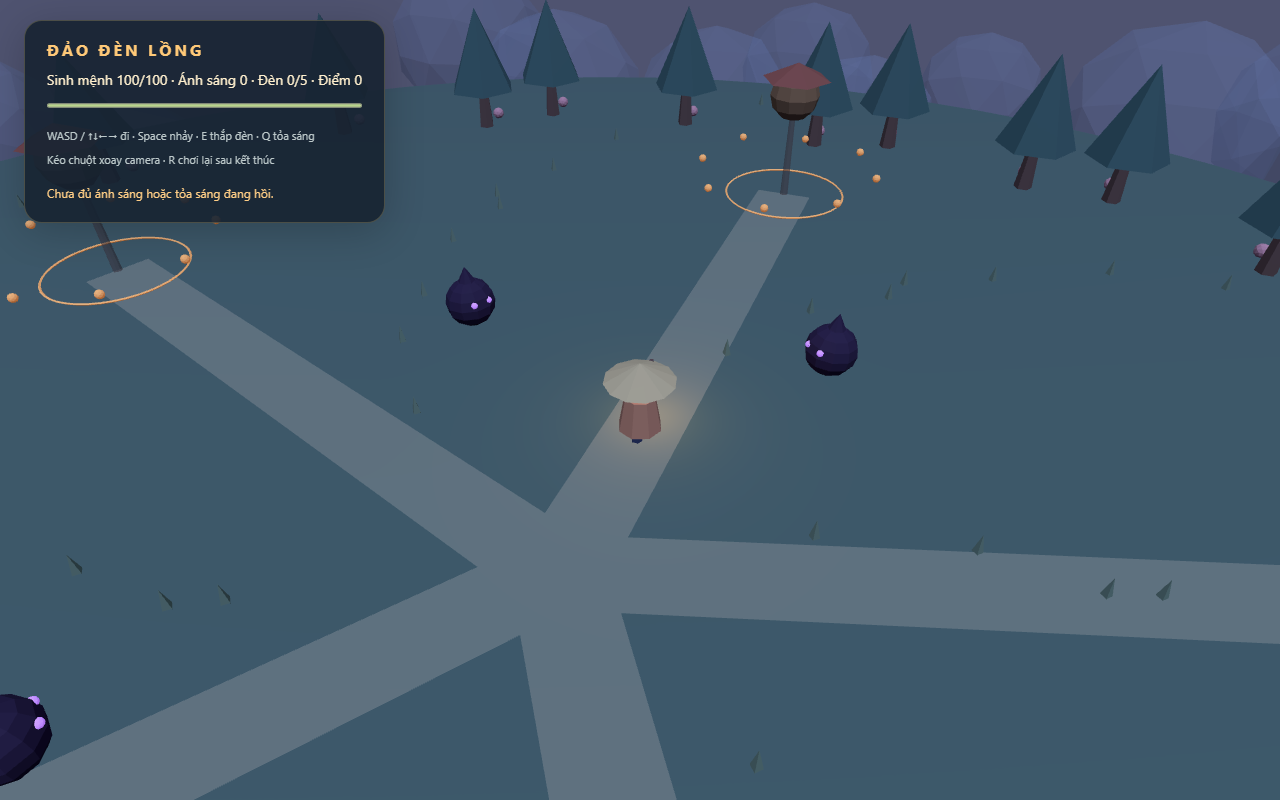 ĐẢO ĐÈN LỒNG
Sinh mệnh 100/100 · Ánh sáng 0 · Đèn 0/5 · Điểm 0
WASD / ↑↓←→ đi · Space nhảy · E thắp đèn · Q tỏa sáng
Kéo chuột xoay camera · R chơi lại sau kết thúc
Chưa đủ ánh sáng hoặc tỏa sáng đang hồi.